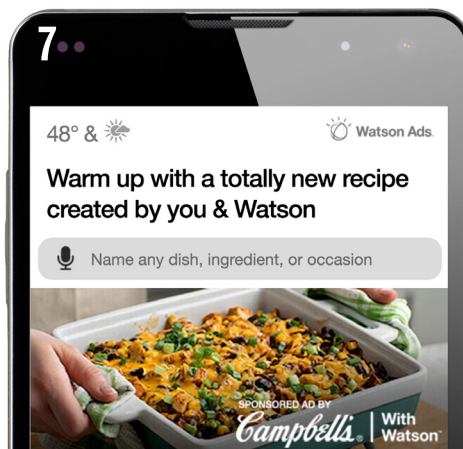 7
48° &
Watson Ads.
Warm up with a totally new recipe
created by you & Watson
Name any dish, ingredient, or occasion
SPONSORED AD BY
Campbell's® | With
Watson™